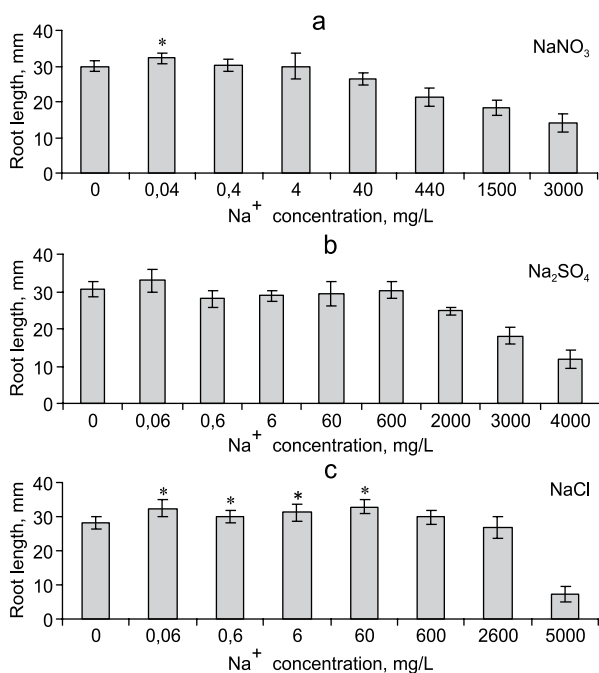 a
NaNO₃
Root length, mm
40
30
20
10
0
*
0 0,04 0,4 4 40 440 1500 3000
Na⁺ concentration, mg/L
b
Na₂SO₄
Root length, mm
40
30
20
10
0
0 0,06 0,6 6 60 600 2000 3000 4000
Na⁺ concentration, mg/L
c
NaCl
Root length, mm
40
30
20
10
0
* * * *
0 0,06 0,6 6 60 600 2600 5000
Na⁺ concentration, mg/L